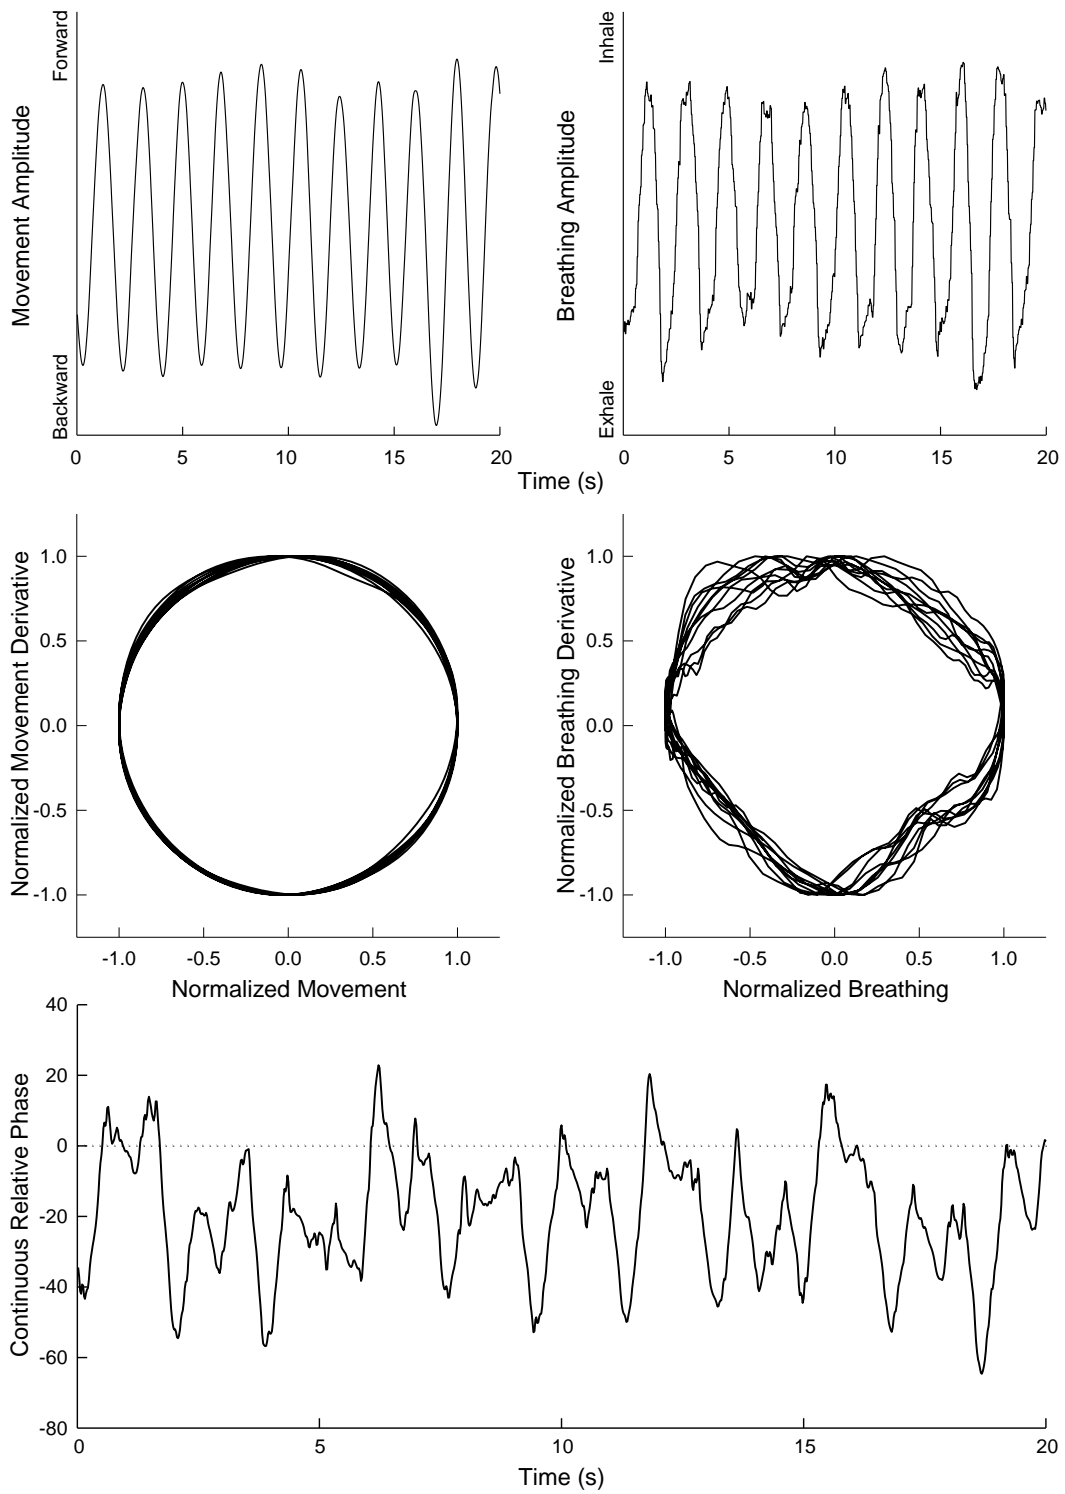 Forward
Movement Amplitude
Backward
0 5 10 15 20
Inhale
Breathing Amplitude
Exhale
0 5 10 15 20
Time (s)
Normalized Movement Derivative
1.0
0.5
0.0
-0.5
-1.0
-1.0 -0.5 0.0 0.5 1.0
Normalized Movement
Normalized Breathing Derivative
1.0
0.5
0.0
-0.5
-1.0
-1.0 -0.5 0.0 0.5 1.0
Normalized Breathing
Continuous Relative Phase
40
20
0
-20
-40
-60
-80
0 5 10 15 20
Time (s)